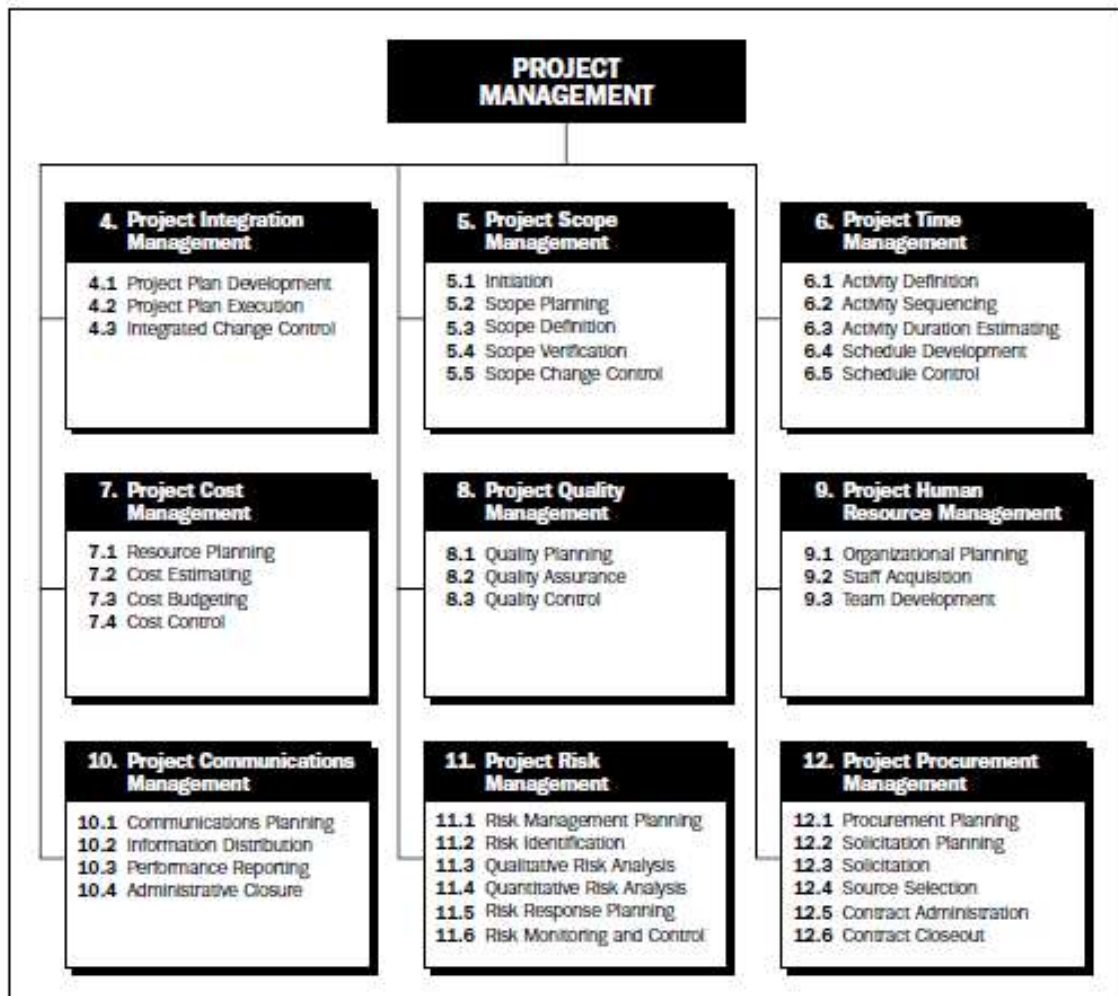 PROJECT
MANAGEMENT
4. Project Integration
Management
4.1 Project Plan Development
4.2 Project Plan Execution
4.3 Integrated Change Control
5. Project Scope
Management
5.1 Initiation
5.2 Scope Planning
5.3 Scope Definition
5.4 Scope Verification
5.5 Scope Change Control
6. Project Time
Management
6.1 Activity Definition
6.2 Activity Sequencing
6.3 Activity Duration Estimating
6.4 Schedule Development
6.5 Schedule Control
7. Project Cost
Management
7.1 Resource Planning
7.2 Cost Estimating
7.3 Cost Budgeting
7.4 Cost Control
8. Project Quality
Management
8.1 Quality Planning
8.2 Quality Assurance
8.3 Quality Control
9. Project Human
Resource Management
9.1 Organizational Planning
9.2 Staff Acquisition
9.3 Team Development
10. Project Communications
Management
10.1 Communications Planning
10.2 Information Distribution
10.3 Performance Reporting
10.4 Administrative Closure
11. Project Risk
Management
11.1 Risk Management Planning
11.2 Risk Identification
11.3 Qualitative Risk Analysis
11.4 Quantitative Risk Analysis
11.5 Risk Response Planning
11.6 Risk Monitoring and Control
12. Project Procurement
Management
12.1 Procurement Planning
12.2 Solicitation Planning
12.3 Solicitation
12.4 Source Selection
12.5 Contract Administration
12.6 Contract Closeout